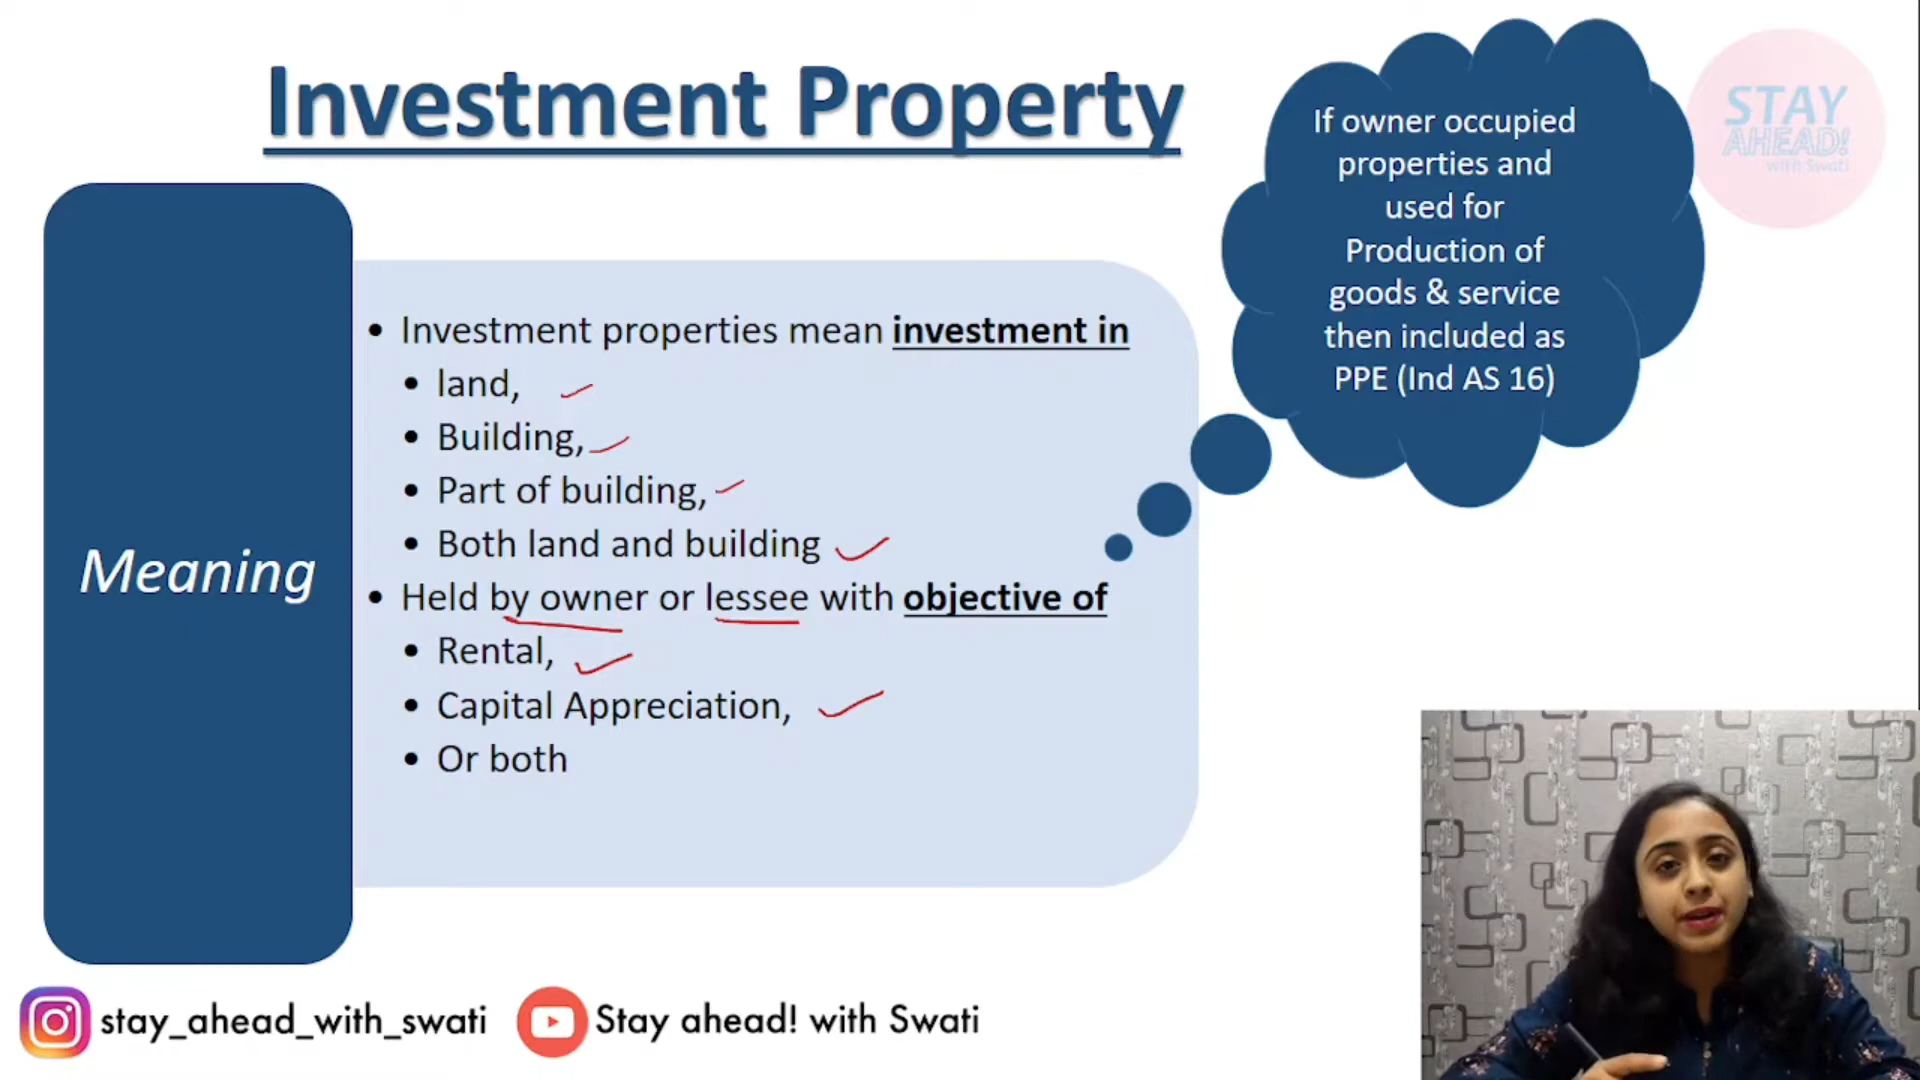 Investment Property
If owner occupied
properties and
used for
Production of
goods & service
then included as
PPE (Ind AS 16)
STAY
AHEAD!
with Swati
Meaning
• Investment properties mean investment in
• land,
• Building,
• Part of building,
• Both land and building
• Held by owner or lessee with objective of
• Rental,
• Capital Appreciation,
• Or both
stay_ahead_with_swati
Stay ahead! with Swati